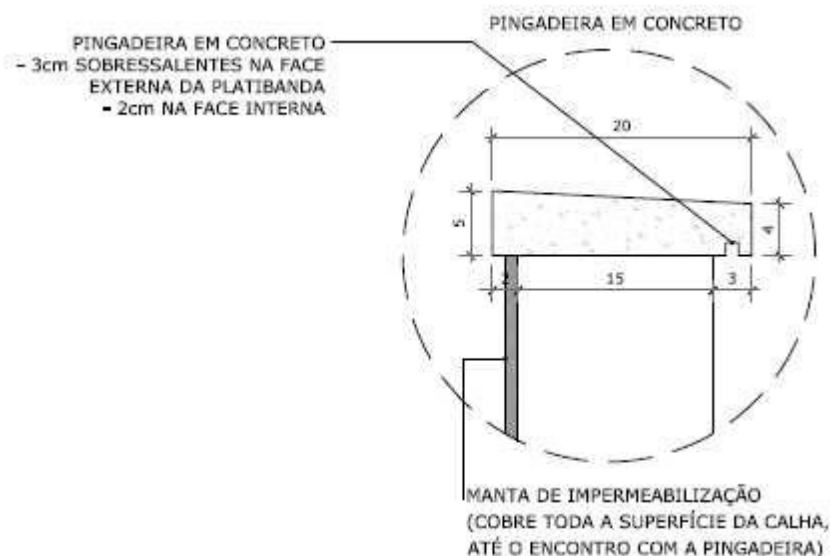 PINGADEIRA EM CONCRETO
PINGADEIRA EM CONCRETO
- 3cm SOBRESSALENTES NA FACE
EXTERNA DA PLATIBANDA
- 2cm NA FACE INTERNA
20
5
4
2
15
3
MANTA DE IMPERMEABILIZAÇÃO
(COBRE TODA A SUPERFÍCIE DA CALHA,
ATÉ O ENCONTRO COM A PINGADEIRA)